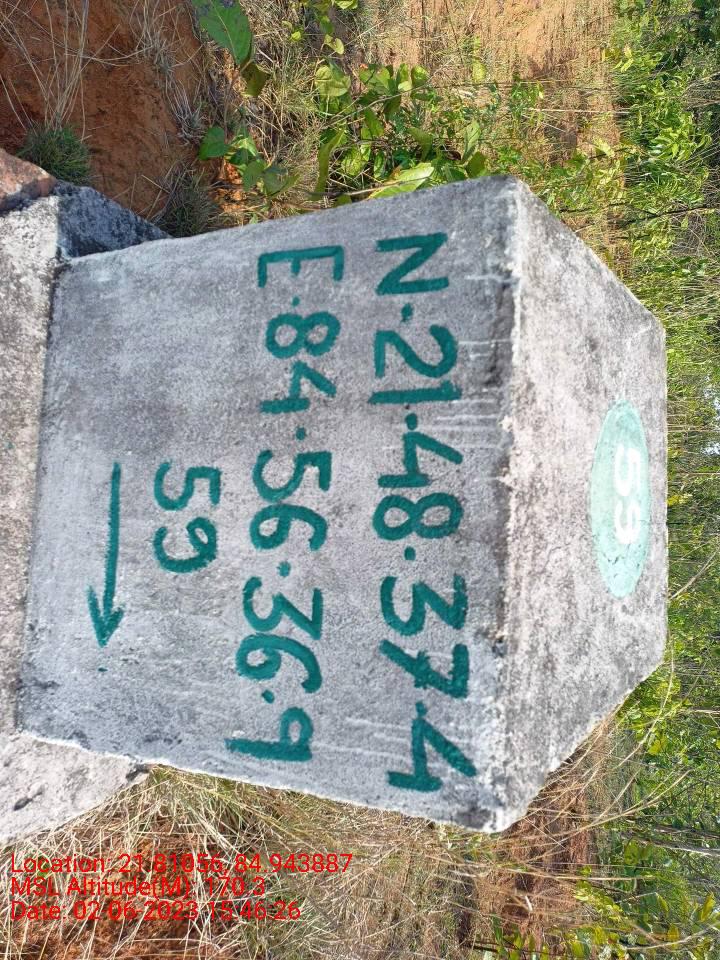 59
N·21·48·37·4
E·84·56·36·9
59
Location: 21.81056, 84.943887
MSL Altitude(M): 170.3
Date: 02-06-2023 15:46:26